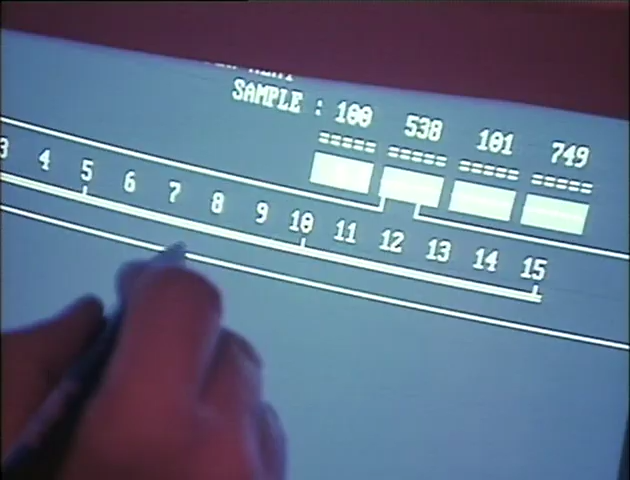 SAMPLE : 100 538 101 749
===== ===== ===== =====
3 4 5 6 7 8 9 10 11 12 13 14 15